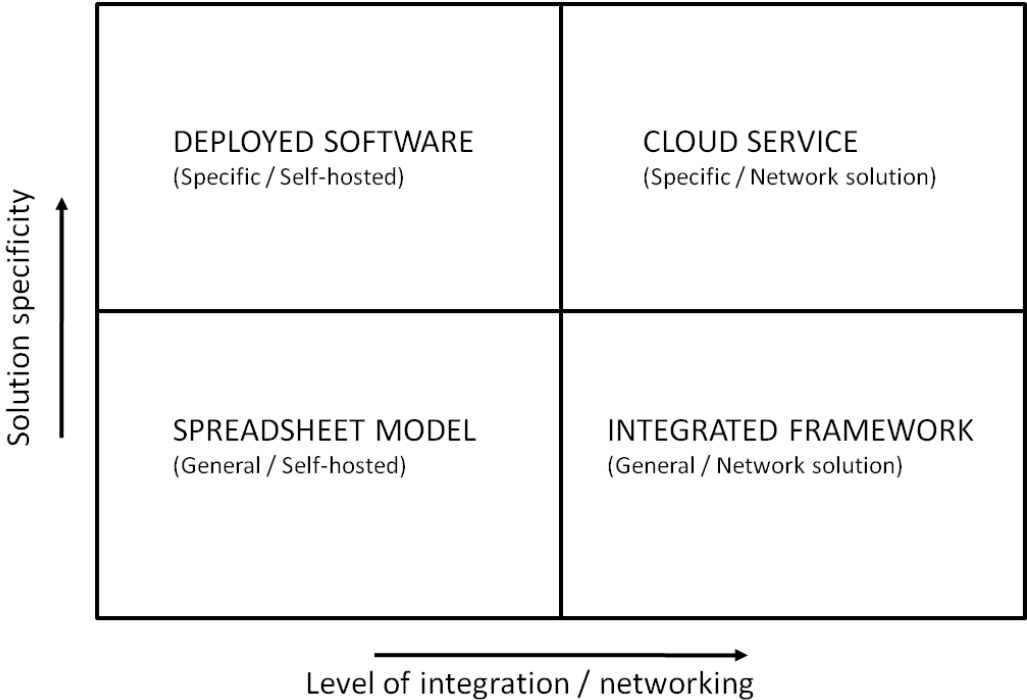 DEPLOYED SOFTWARE
(Specific / Self-hosted)
CLOUD SERVICE
(Specific / Network solution)
Solution specificity
SPREADSHEET MODEL
(General / Self-hosted)
INTEGRATED FRAMEWORK
(General / Network solution)
Level of integration / networking